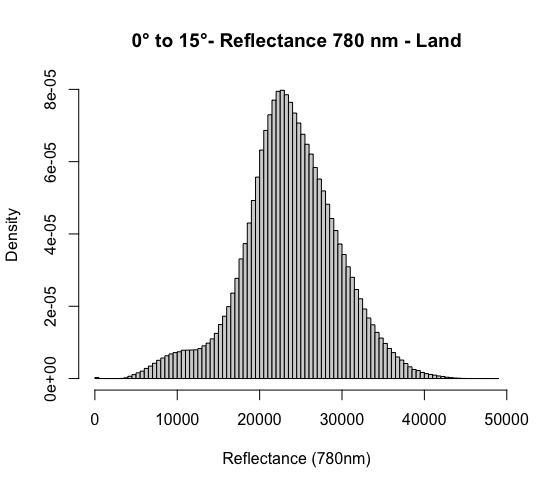 0° to 15°- Reflectance 780 nm - Land
Density
8e-05
6e-05
4e-05
2e-05
0e+00
0 10000 20000 30000 40000 50000
Reflectance (780nm)